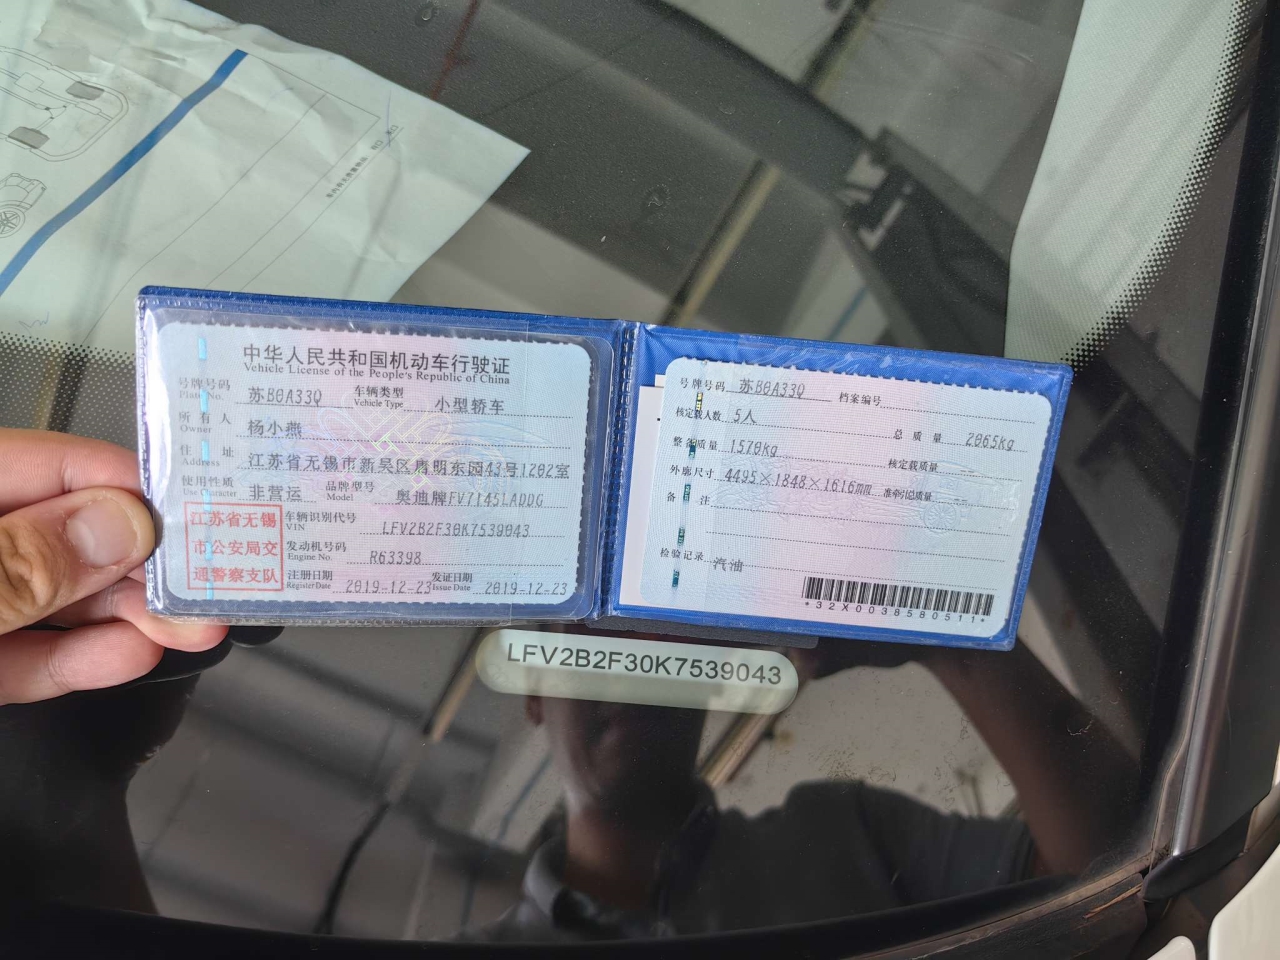 中华人民共和国机动车行驶证
Vehicle License of the People's Republic of China
号牌号码 Plate No. 苏B0A33Q 车辆类型 Vehicle Type 小型轿车
所有人 Owner 杨小燕
住址 Address 江苏省无锡市新吴区唐明东园43号1202室
使用性质 Use Character 非营运 品牌型号 Model 奥迪牌FV7145LADDG
车辆识别代号 VIN LFV2B2F30K7539043
发动机号码 Engine No. R63398
注册日期 Register Date 2019-12-23 发证日期 Issue Date 2019-12-23
江苏省无锡
市公安局交
通警察支队
号牌号码 苏B0A33Q 档案编号
核定载人数 5人 总质量 2065kg
整备质量 1570kg 核定载质量 --
外廓尺寸 4495×1848×1616mm 准牵引总质量 --
备注
检验记录 汽油
*32X0038580511*
LFV2B2F30K7539043